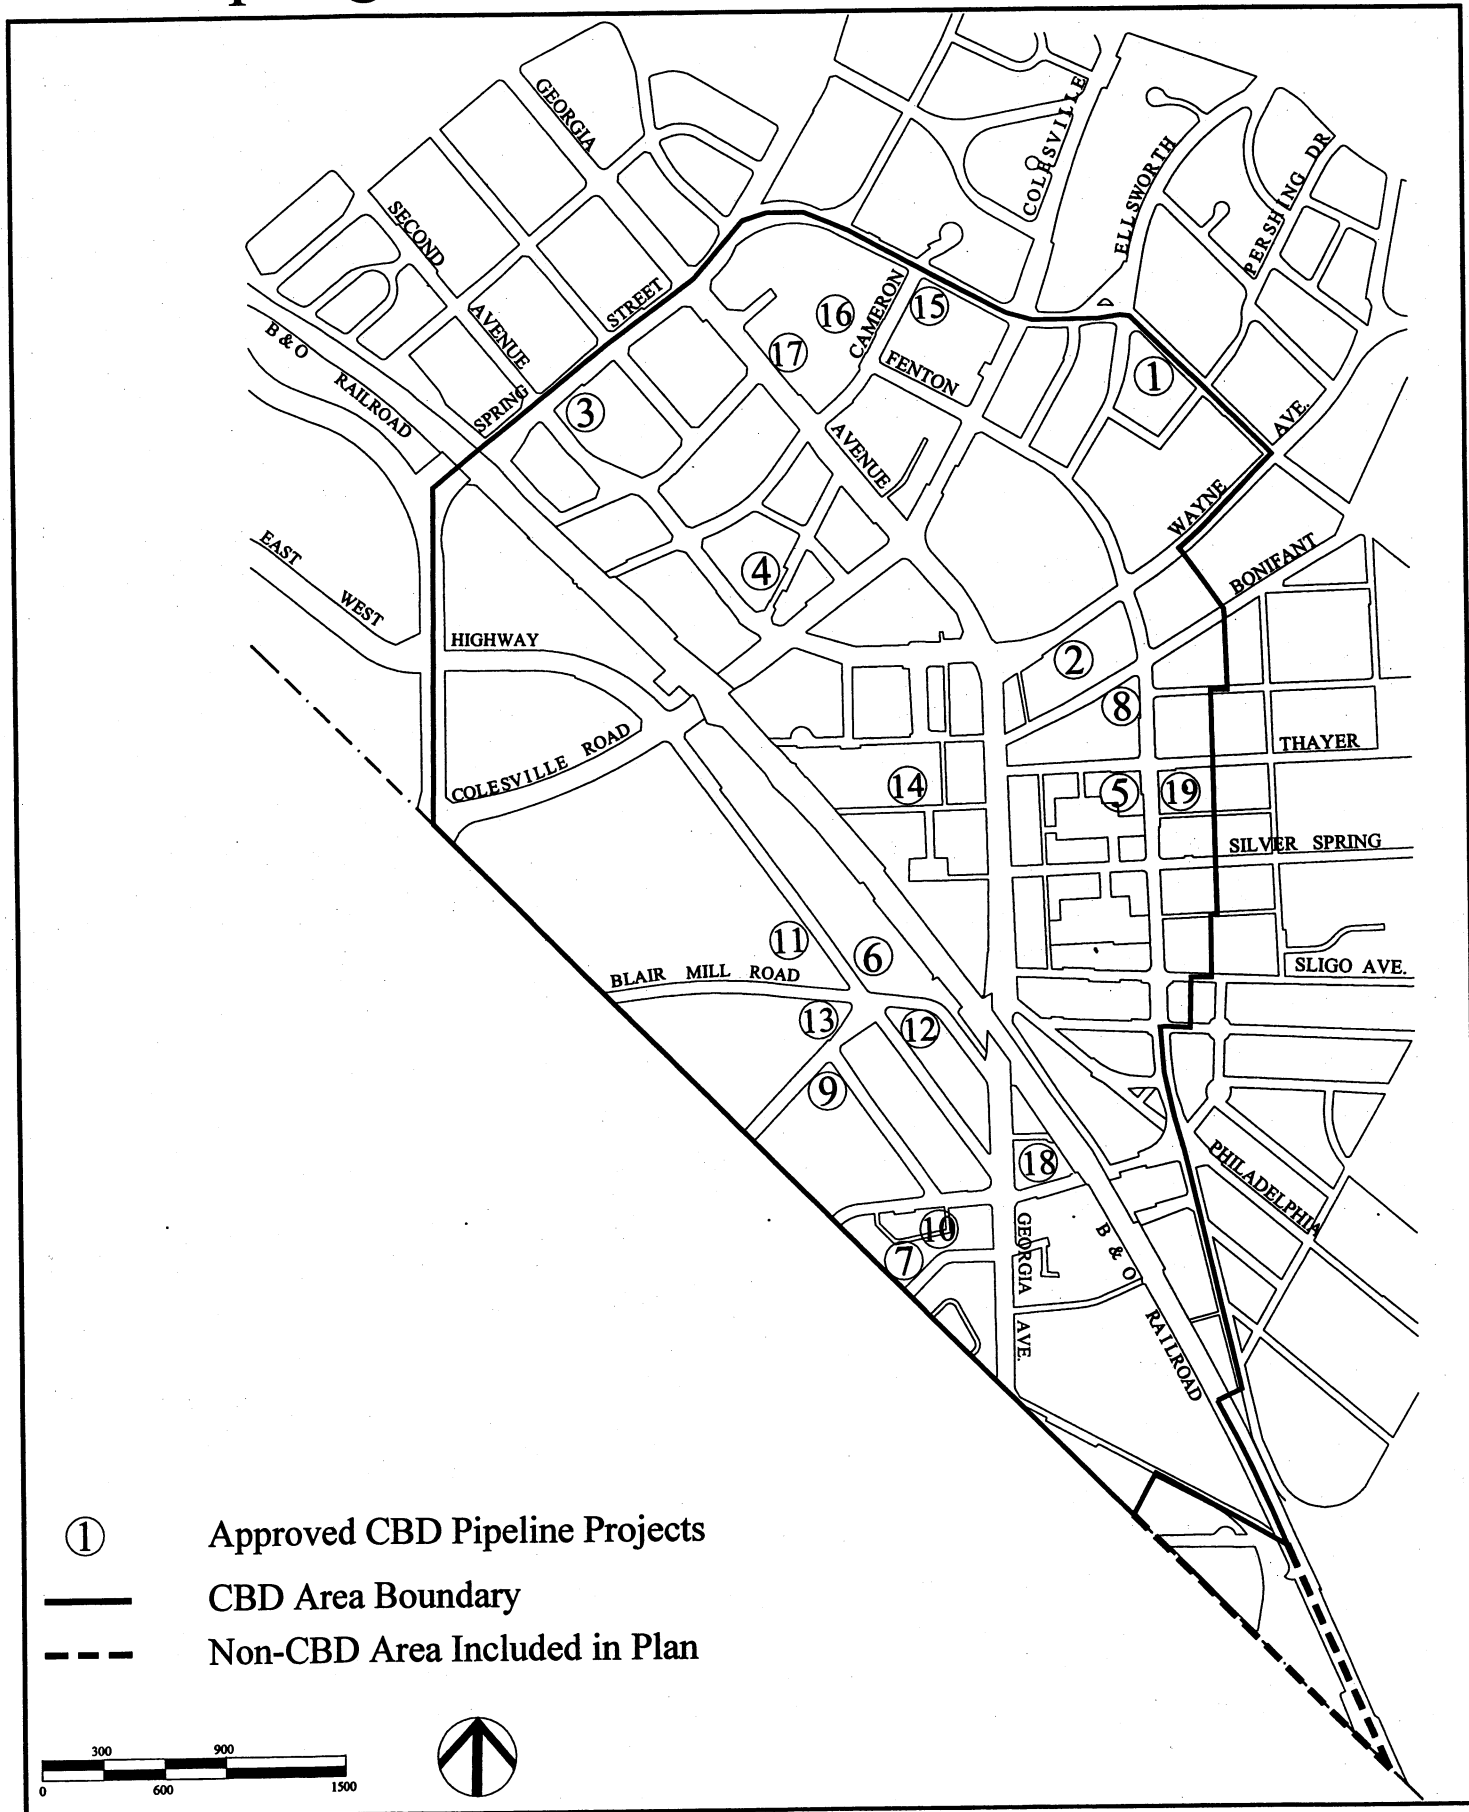 GEORGIA
COLESVILLE
ELLSWORTH
PERSHING DR.
SECOND
AVENUE
STREET
SPRING
B & O
RAILROAD
CAMERON
FENTON
AVENUE
16
15
17
1
3
AVE.
WAYNE
BONIFANT
EAST
WEST
HIGHWAY
4
2
8
COLESVILLE ROAD
THAYER
14
5
19
SILVER SPRING
11
6
BLAIR MILL ROAD
SLIGO AVE.
13
12
9
18
PHILADELPHIA
10
7
GEORGIA
AVE.
B & O
RAILROAD
1 Approved CBD Pipeline Projects
CBD Area Boundary
Non-CBD Area Included in Plan
300 900
0 600 1500